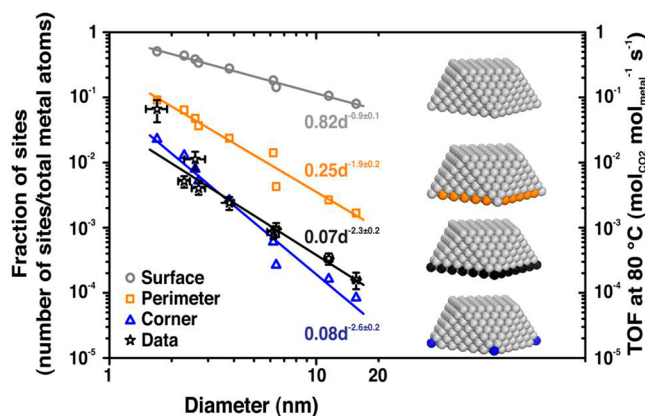 Fraction of sites
(number of sites/total metal atoms)
1
10⁻¹
10⁻²
10⁻³
10⁻⁴
10⁻⁵
0.82d⁻⁰·⁹±⁰·¹
0.25d⁻¹·⁹±⁰·²
0.07d⁻²·³±⁰·²
0.08d⁻²·⁶±⁰·²
Surface
Perimeter
Corner
Data
1
10
20
Diameter (nm)
1
10⁻¹
10⁻²
10⁻³
10⁻⁴
10⁻⁵
TOF at 80 °C (mol_CO2 mol_metal⁻¹ s⁻¹)